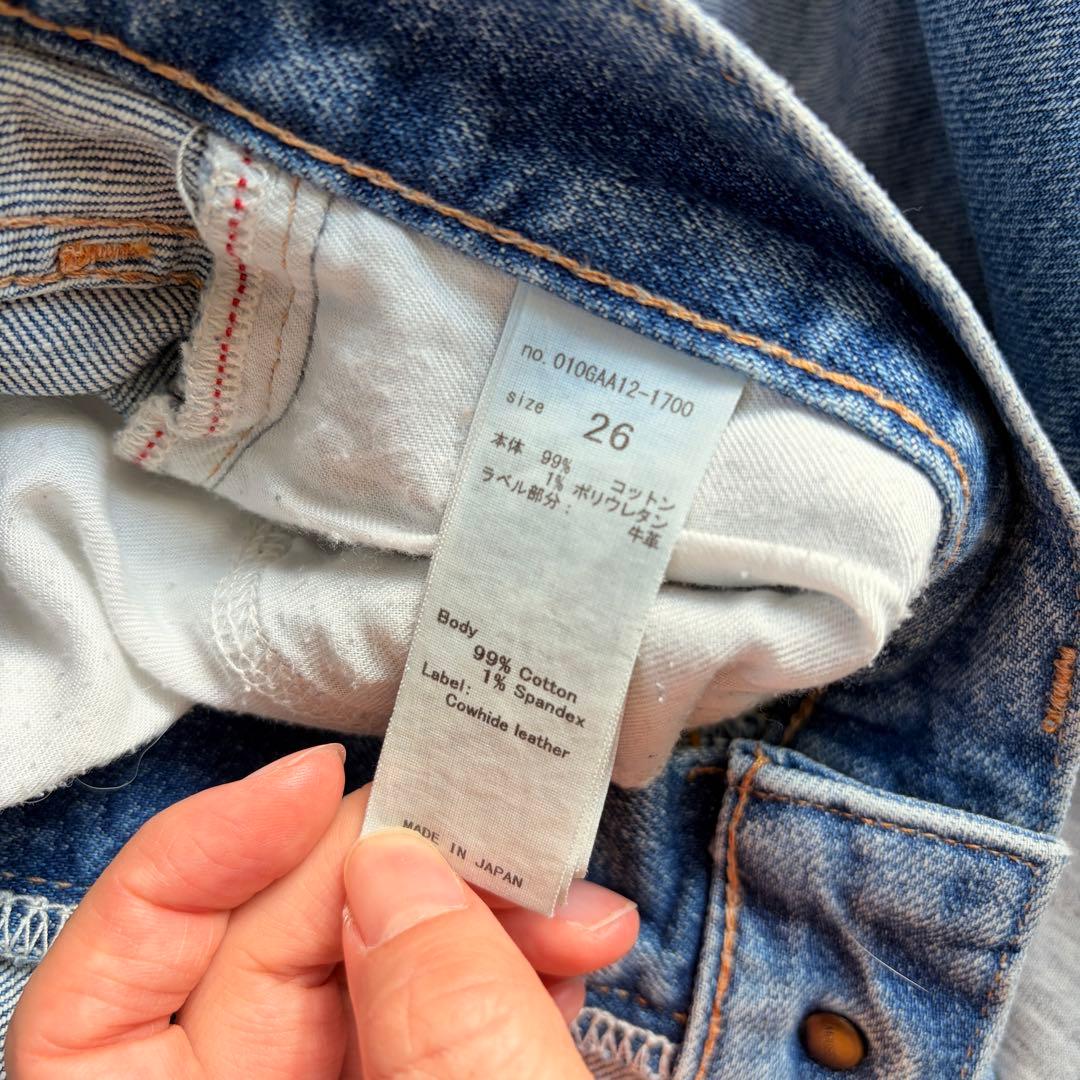 no. 010GAA12-1700
size 26
本体 99% コットン
1% ポリウレタン
ラベル部分: 牛革
Body
99% Cotton
1% Spandex
Label:
Cowhide leather
MADE IN JAPAN